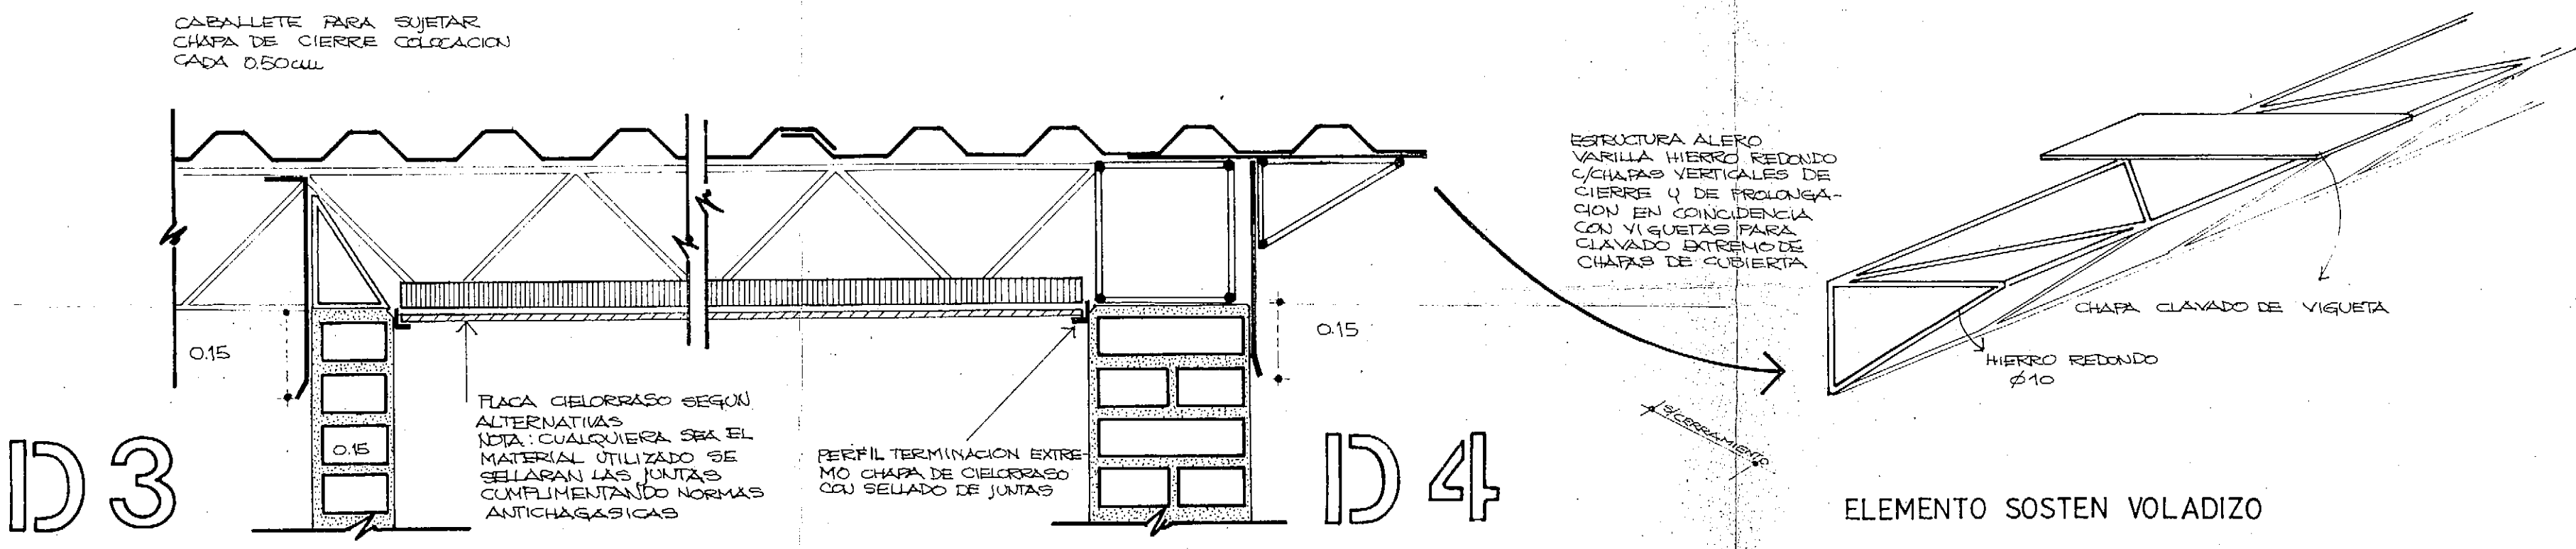 CABALLETE PARA SUJETAR
CHAPA DE CIERRE COLOCACION
CADA 0.50cm
0.15
0.15
D3
PLACA CIELORRASO SEGUN
ALTERNATIVAS
NOTA: CUALQUIERA SEA EL
MATERIAL UTILIZADO SE
SELLARAN LAS JUNTAS
CUMPLIMENTANDO NORMAS
ANTICHAGASICAS
PERFIL TERMINACION EXTRE-
MO CHAPA DE CIELORRASO
CON SELLADO DE JUNTAS
0.15
D4
ESTRUCTURA ALERO
VARILLA HIERRO REDONDO
C/CHAPAS VERTICALES DE
CIERRE Y DE PROLONGA-
CION EN COINCIDENCIA
CON VIGUETAS PARA
CLAVADO EXTREMO DE
CHAPAS DE CUBIERTA
S/CERRAMIENTO
CHAPA CLAVADO DE VIGUETA
HIERRO REDONDO
Ø10
ELEMENTO SOSTEN VOLADIZO